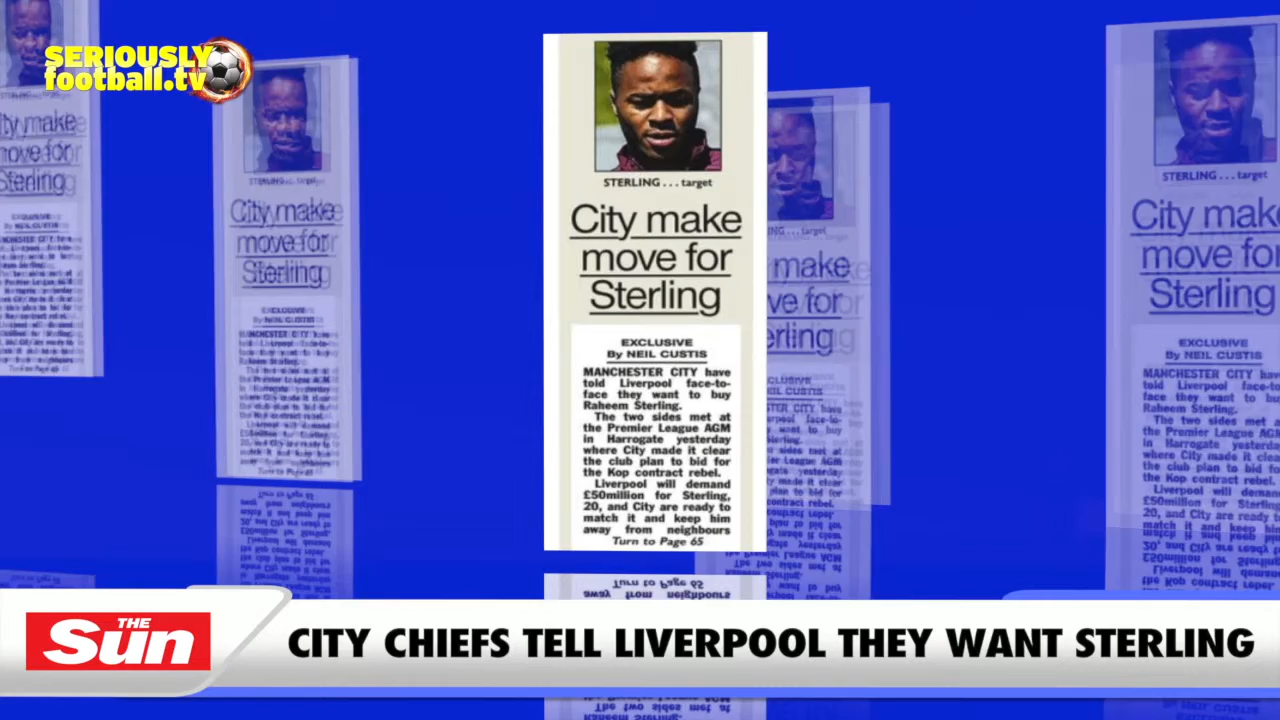 SERIOUSLY
football.tv
STERLING . . . target
City make
move for
Sterling
EXCLUSIVE
By NEIL CUSTIS
MANCHESTER CITY have
told Liverpool face-to-
face they want to buy
Raheem Sterling.
The two sides met at
the Premier League AGM
in Harrogate yesterday
where City made it clear
the club plan to bid for
the Kop contract rebel.
Liverpool will demand
£50million for Sterling,
20, and City are ready to
match it and keep him
away from neighbours
Turn to Page 65
THE
Sun
CITY CHIEFS TELL LIVERPOOL THEY WANT STERLING